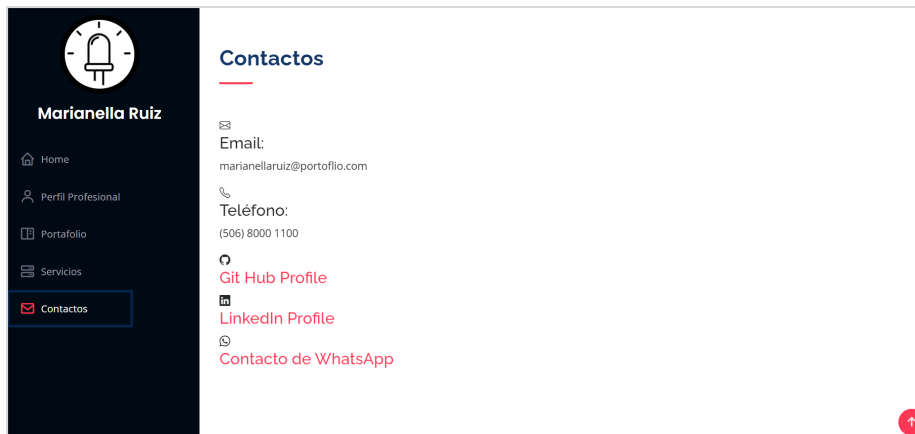 Marianella Ruiz
Home
Perfil Profesional
Portafolio
Servicios
Contactos
Contactos
Email:
marianellaruiz@portoflio.com
Teléfono:
(506) 8000 1100
Git Hub Profile
LinkedIn Profile
Contacto de WhatsApp